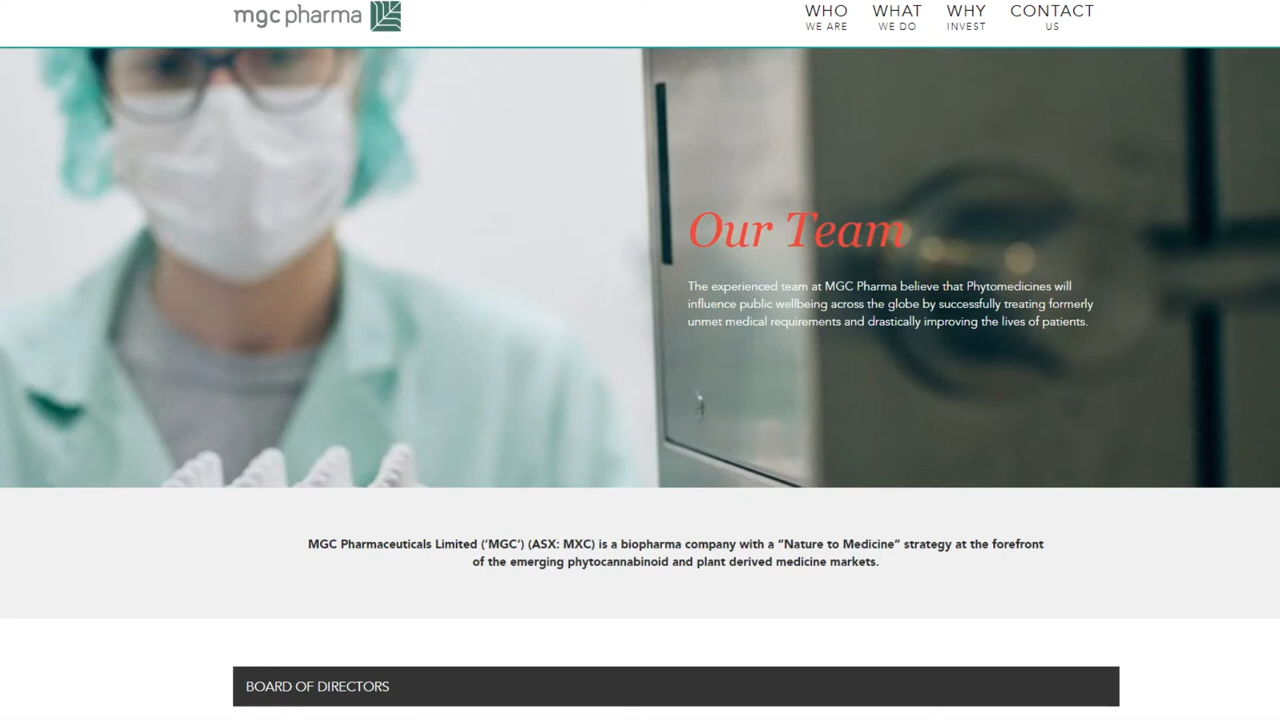 mgc pharma
WHO
WE ARE
WHAT
WE DO
WHY
INVEST
CONTACT
US
Our Team
The experienced team at MGC Pharma believe that Phytomedicines will
influence public wellbeing across the globe by successfully treating formerly
unmet medical requirements and drastically improving the lives of patients.
MGC Pharmaceuticals Limited (‘MGC’) (ASX: MXC) is a biopharma company with a “Nature to Medicine” strategy at the forefront
of the emerging phytocannabinoid and plant derived medicine markets.
BOARD OF DIRECTORS